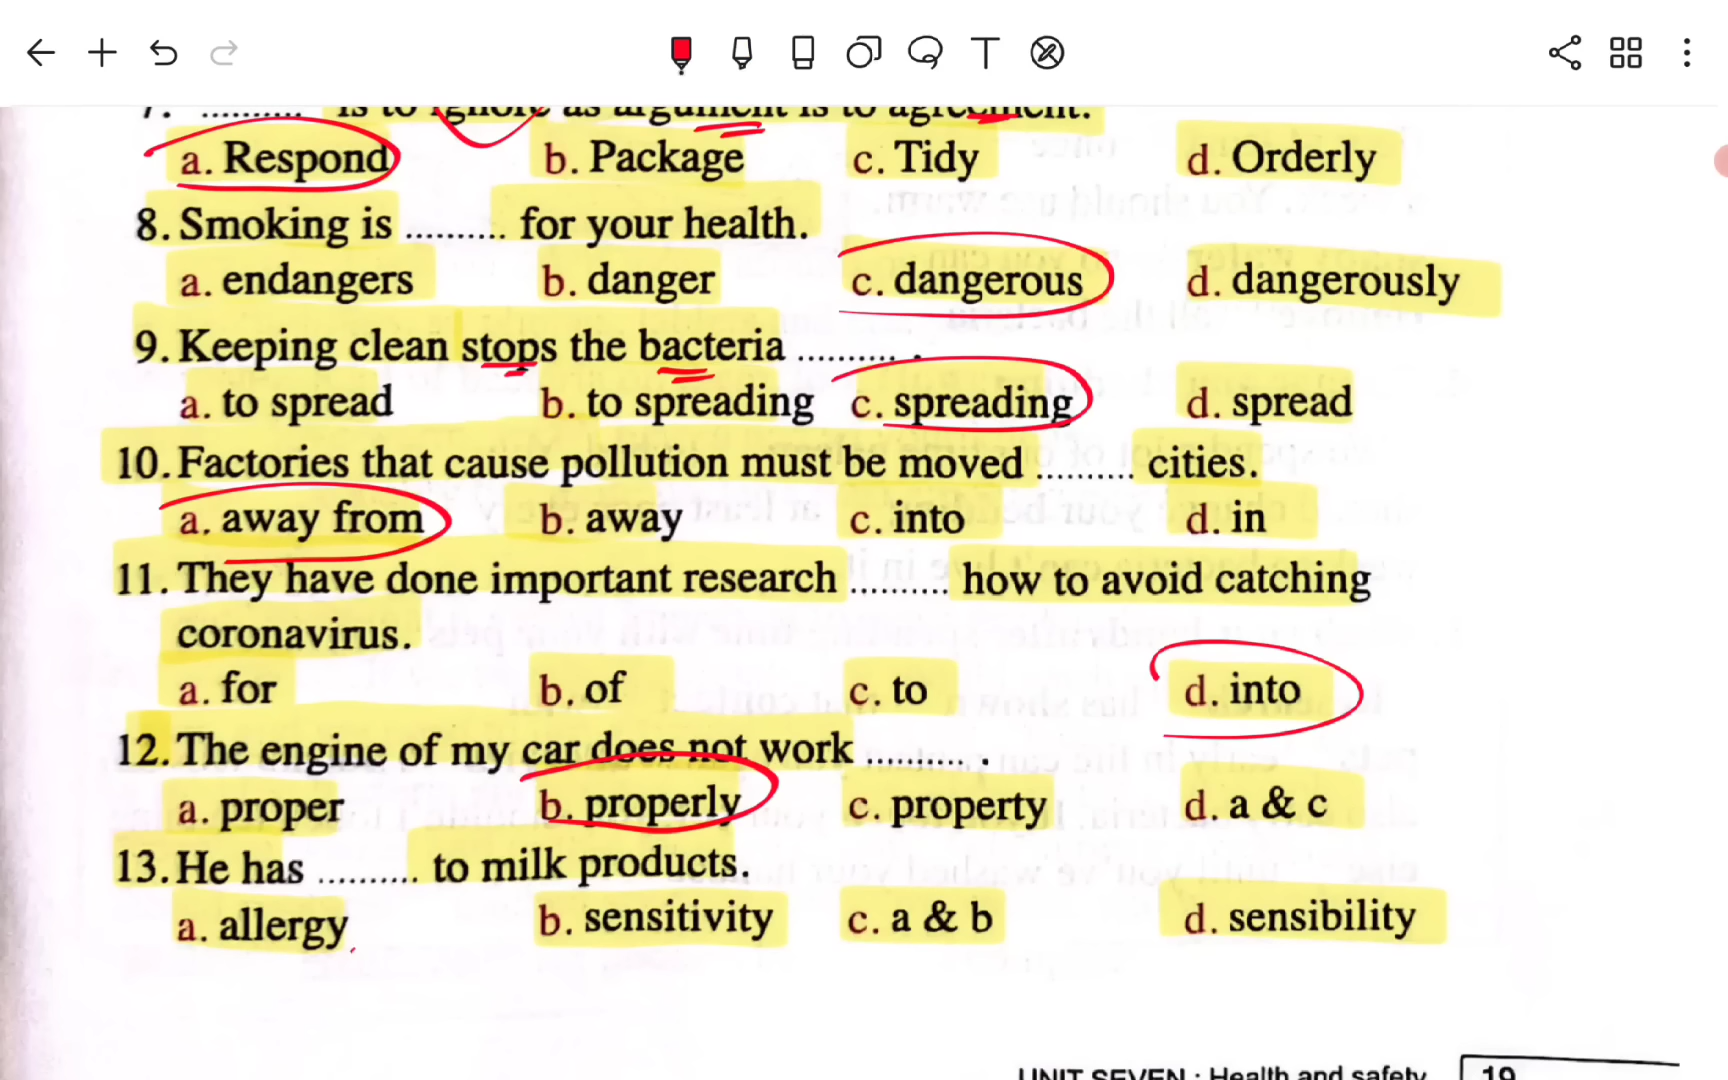 7. .......... is to ignore as argument is to agreement.
a. Respond b. Package c. Tidy d. Orderly
8. Smoking is .......... for your health.
a. endangers b. danger c. dangerous d. dangerously
9. Keeping clean stops the bacteria .......... .
a. to spread b. to spreading c. spreading d. spread
10. Factories that cause pollution must be moved .......... cities.
a. away from b. away c. into d. in
11. They have done important research .......... how to avoid catching
coronavirus.
a. for b. of c. to d. into
12. The engine of my car does not work .......... .
a. proper b. properly c. property d. a & c
13. He has .......... to milk products.
a. allergy b. sensitivity c. a & b d. sensibility
UNIT SEVEN : Health and safety 19